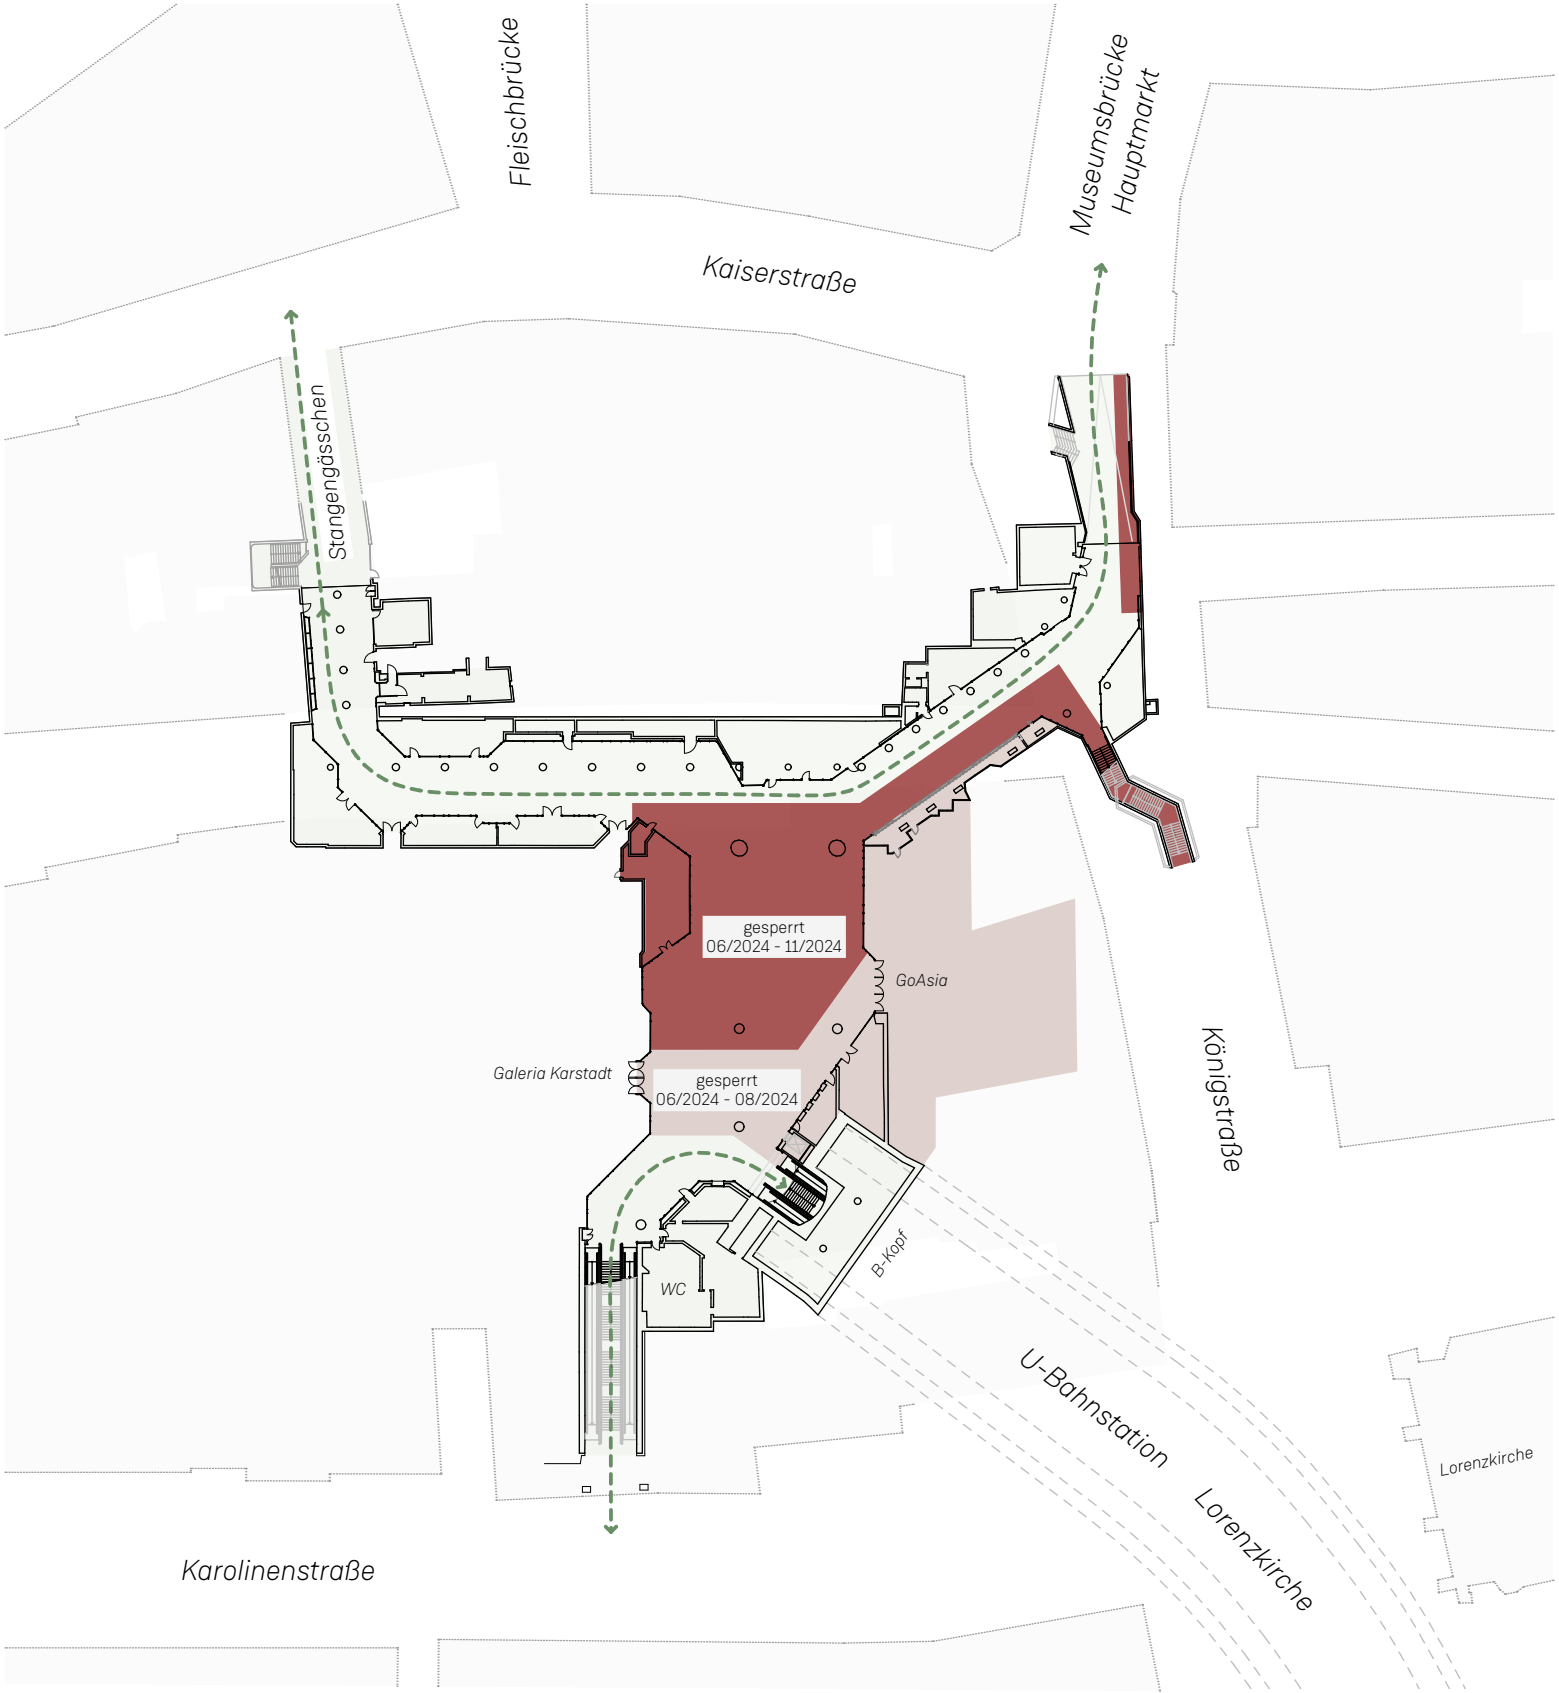 Fleischbrücke
Museumsbrücke
Hauptmarkt
Kaiserstraße
Stangengässchen
gesperrt
06/2024 - 11/2024
GoAsia
Galeria Karstadt
gesperrt
06/2024 - 08/2024
Königstraße
B-Kopf
WC
U-Bahnstation
Lorenzkirche
Lorenzkirche
Karolinenstraße